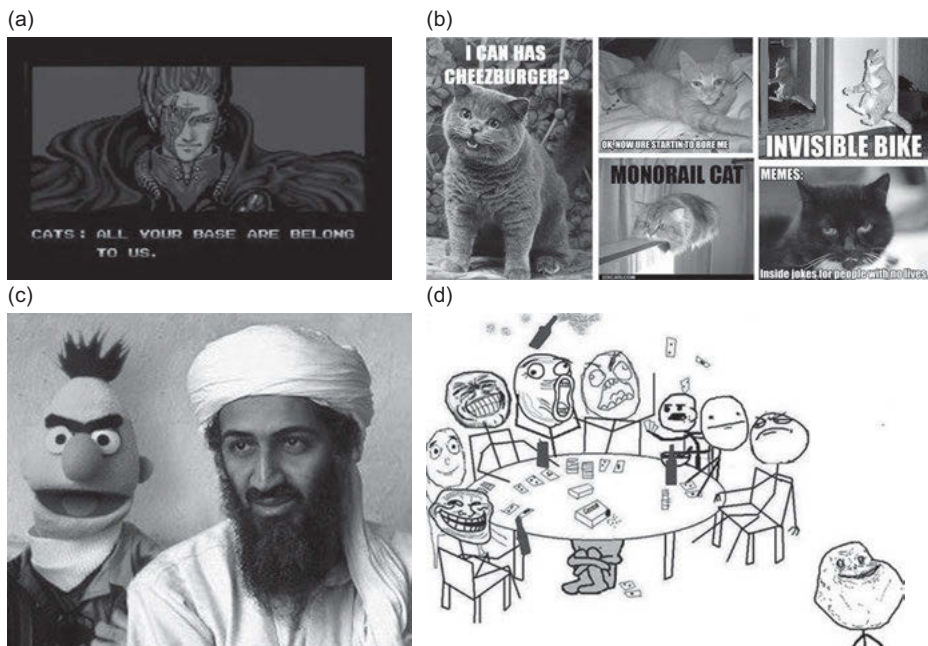 (a)
(b)
CATS: ALL YOUR BASE ARE BELONG
TO US.
I CAN HAS
CHEEZBURGER?
OK, NOW URE STARTIN TO BORE ME
MONORAIL CAT
INVISIBLE BIKE
MEMES:
Inside jokes for people with no lives.
(c)
(d)